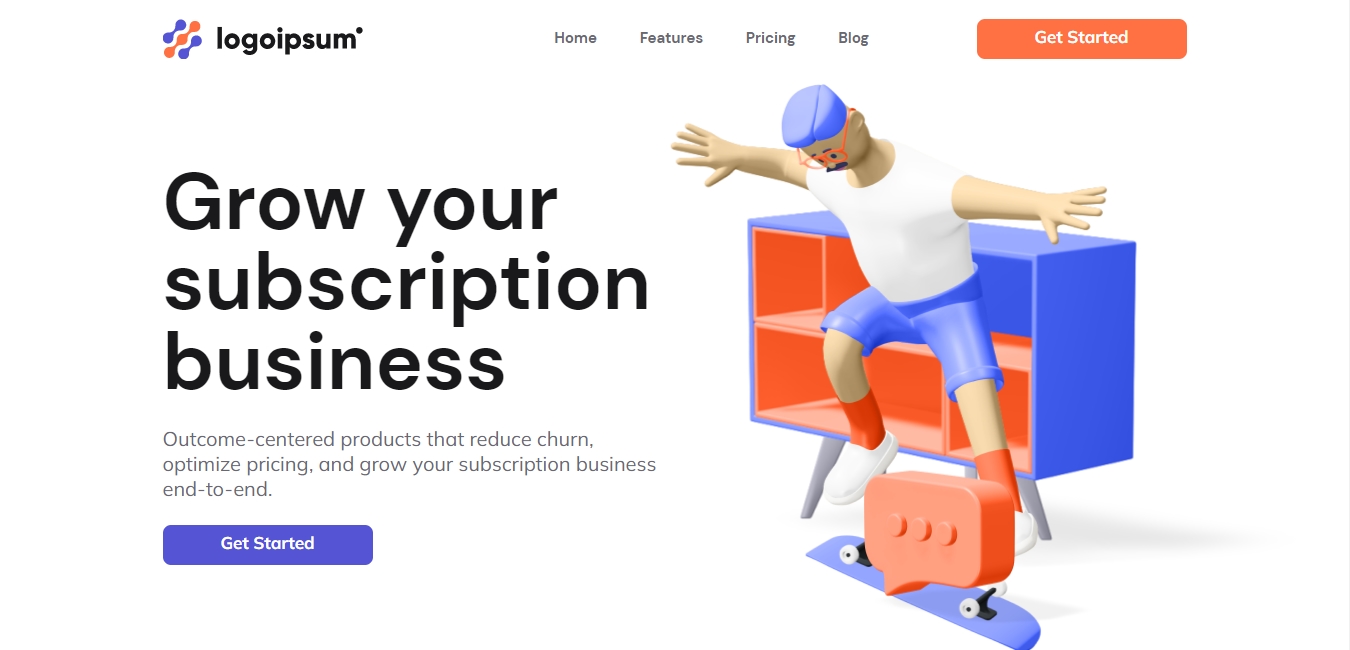 logoipsum
Home
Features
Pricing
Blog
Get Started
Grow your
subscription
business
Outcome-centered products that reduce churn,
optimize pricing, and grow your subscription business
end-to-end.
Get Started